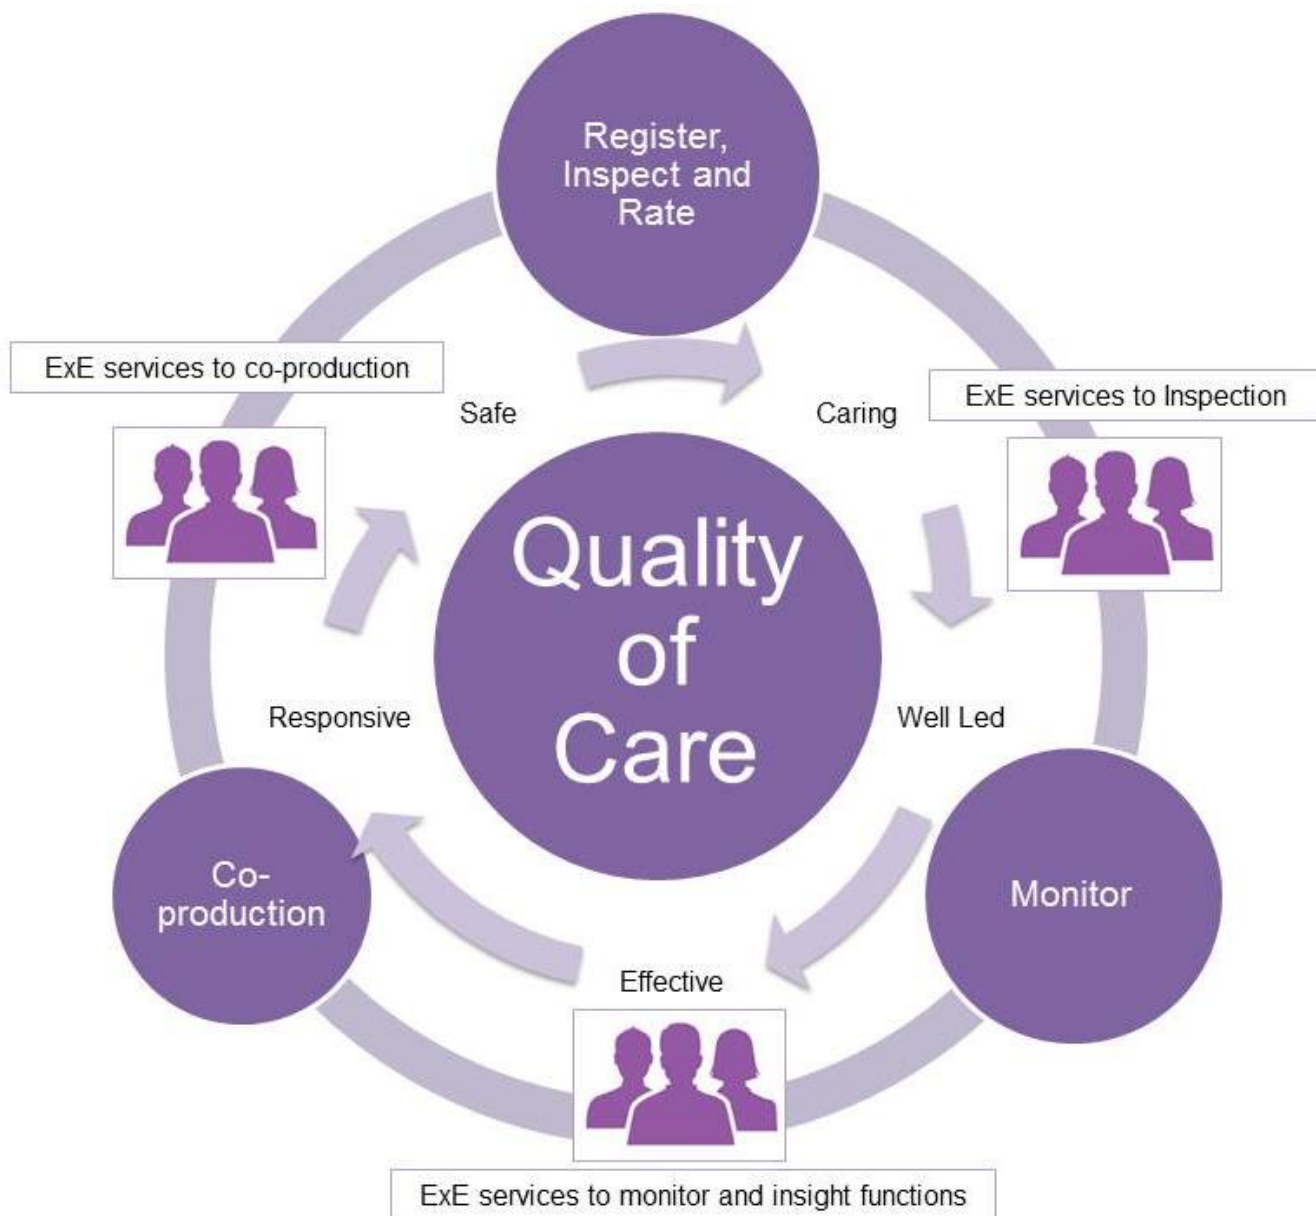 Register,
Inspect and
Rate
ExE services to co-production
ExE services to Inspection
Safe
Caring
Quality
of
Care
Responsive
Well Led
Co-
production
Monitor
Effective
ExE services to monitor and insight functions